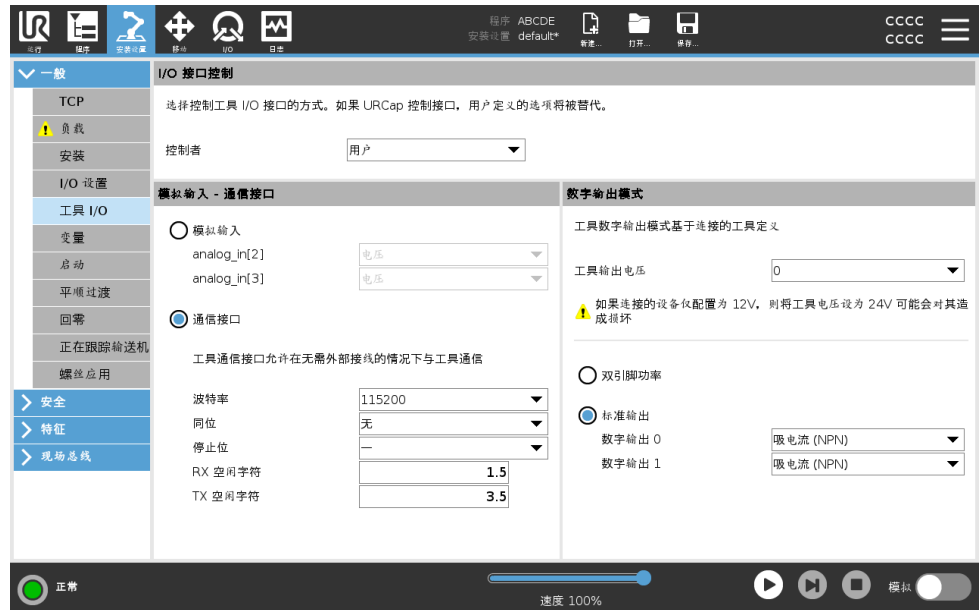 UR
运行
程序
安装设置
移动
I/O
日志
程序 ABCDE
安装设置 default*
新建...
打开...
保存...
CCCC
CCCC
一般
TCP
负载
安装
I/O 设置
工具 I/O
变量
启动
平顺过渡
回零
正在跟踪输送机
螺丝应用
安全
特征
现场总线
I/O 接口控制
选择控制工具 I/O 接口的方式。如果 URCap 控制接口，用户定义的选项将被替代。
控制者 用户
模拟输入 - 通信接口
模拟输入
analog_in[2] 电压
analog_in[3] 电压
通信接口
工具通信接口允许在无需外部接线的情况下与工具通信
波特率 115200
同位 无
停止位 一
RX 空闲字符 1.5
TX 空闲字符 3.5
数字输出模式
工具数字输出模式基于连接的工具定义
工具输出电压 0
如果连接的设备仅配置为 12V，则将工具电压设为 24V 可能会对其造
成损坏
双引脚功率
标准输出
数字输出 0 吸电流 (NPN)
数字输出 1 吸电流 (NPN)
正常
速度 100%
模拟